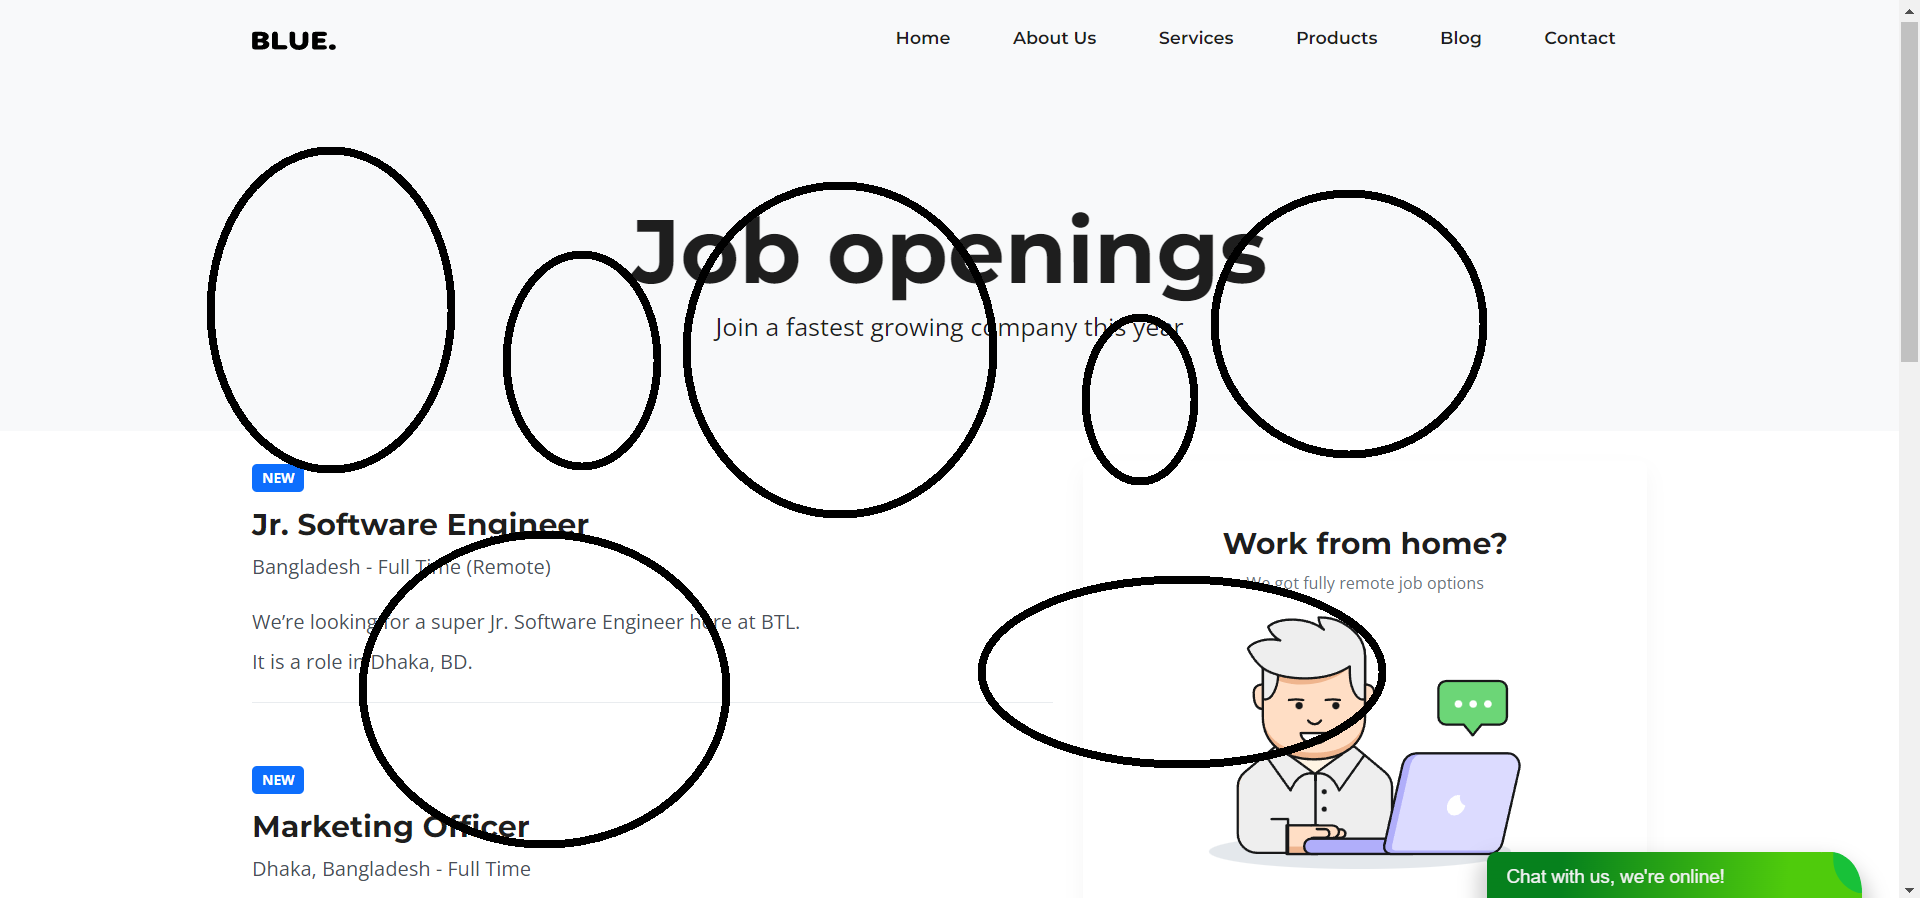 BLUE.
Home About Us Services Products Blog Contact
Job openings
Join a fastest growing company this year
NEW
Jr. Software Engineer
Bangladesh - Full Time (Remote)
We’re looking for a super Jr. Software Engineer here at BTL.
It is a role in Dhaka, BD.
NEW
Marketing Officer
Dhaka, Bangladesh - Full Time
Work from home?
We got fully remote job options
Chat with us, we're online!